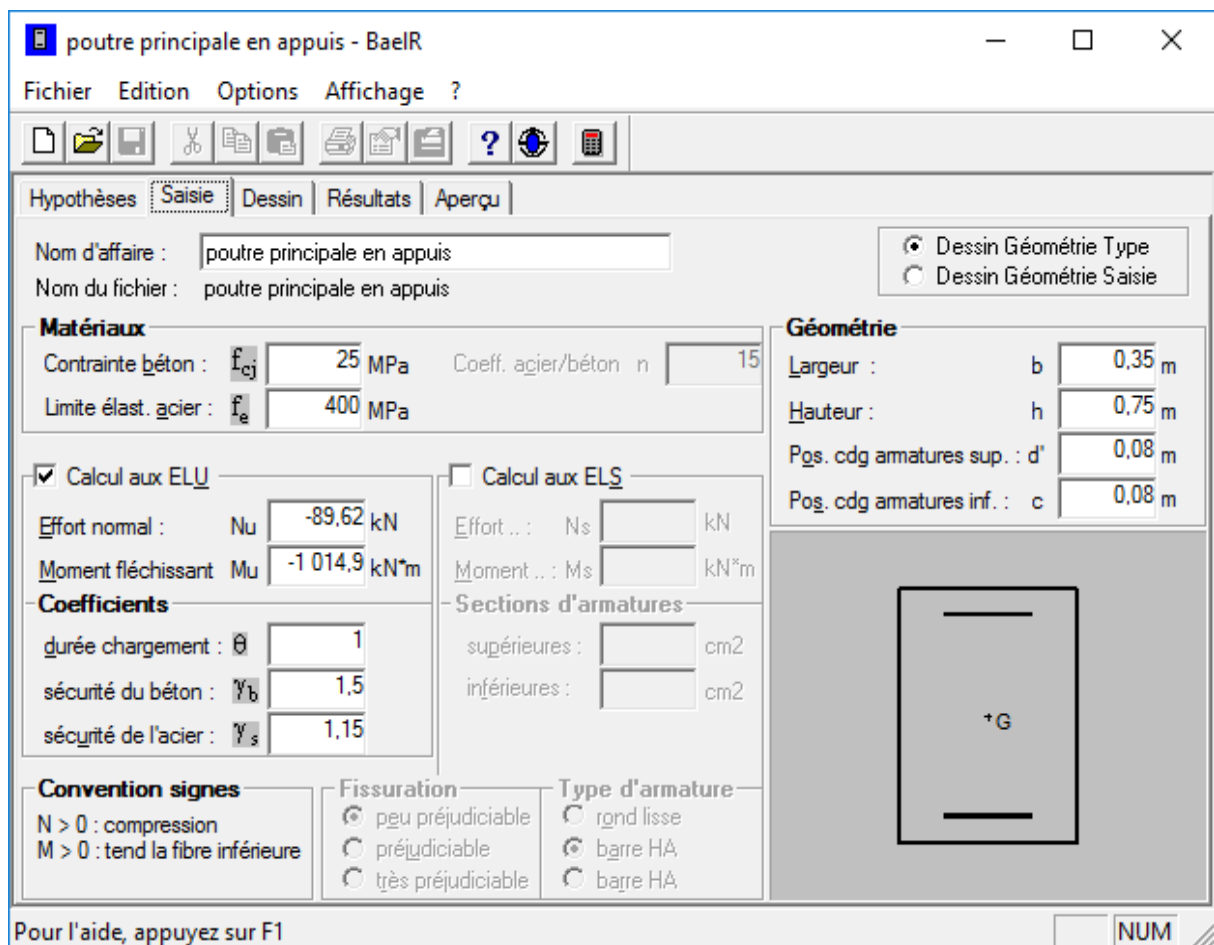 poutre principale en appuis - BaelR
Fichier Edition Options Affichage ?
Hypothèses Saisie Dessin Résultats Aperçu
Nom d'affaire : poutre principale en appuis
Nom du fichier : poutre principale en appuis
Dessin Géométrie Type
Dessin Géométrie Saisie
Matériaux
Contrainte béton : fcj 25 MPa Coeff. acier/béton n 15
Limite élast. acier : fe 400 MPa
Géométrie
Largeur : b 0,35 m
Hauteur : h 0,75 m
Pos. cdg armatures sup. : d' 0,08 m
Pos. cdg armatures inf. : c 0,08 m
Calcul aux ELU
Effort normal : Nu -89,62 kN
Moment fléchissant Mu -1 014,9 kN*m
Coefficients
durée chargement : θ 1
sécurité du béton : γb 1,5
sécurité de l'acier : γs 1,15
Calcul aux ELS
Effort .. : Ns kN
Moment .. : Ms kN*m
Sections d'armatures
supérieures : cm2
inférieures : cm2
+G
Convention signes
N > 0 : compression
M > 0 : tend la fibre inférieure
Fissuration
peu préjudiciable
préjudiciable
très préjudiciable
Type d'armature
rond lisse
barre HA
barre HA
Pour l'aide, appuyez sur F1
NUM